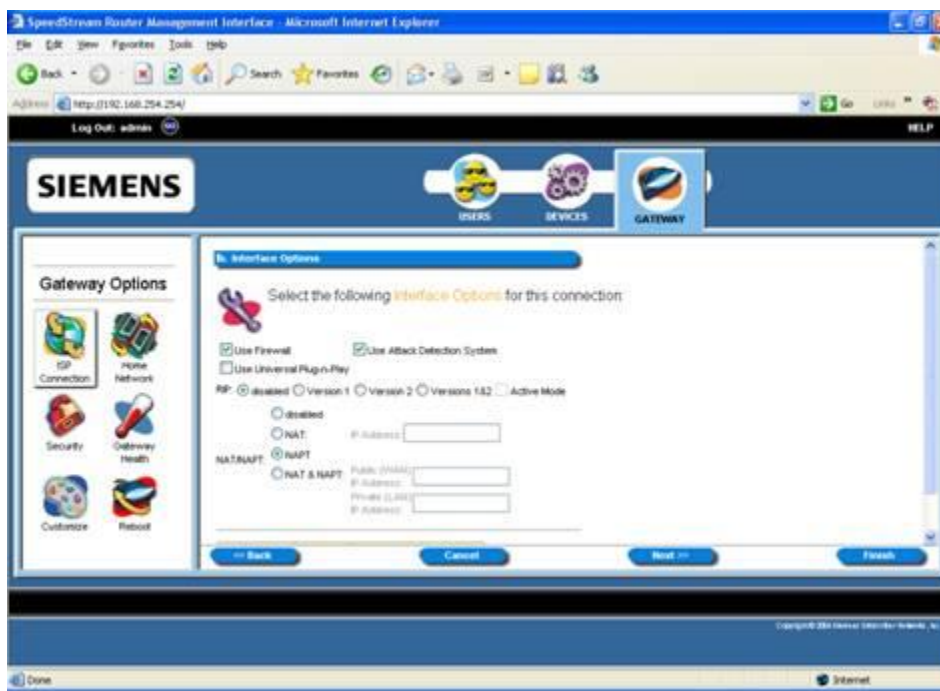 SpeedStream Router Management Interface - Microsoft Internet Explorer
File Edit View Favorites Tools Help
Back Search Favorites
Address http://192.168.254.254/ Go Links »
Log Out: admin HELP
SIEMENS
USERS DEVICES GATEWAY
Gateway Options
ISP Connection
Home Network
Security
Gateway Health
Customize
Reboot
Interface Options
Select the following Interface Options for this connection:
Use Firewall Use Attack Detection System
Use Universal Plug-n-Play
RIP: disabled Version 1 Version 2 Versions 1&2 Active Mode
NAT/NAPT:
disabled
NAT: IP Address:
NAPT
NAT & NAPT: Public (WAN) IP Address:
Private (LAN) IP Address:
<< Back Cancel Next >> Finish
Done Internet